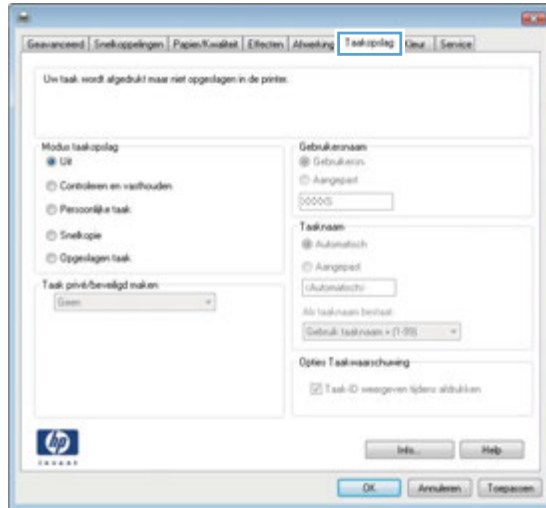 Geavanceerd Snelkoppelingen Papier/Kwaliteit Effecten Afwerking Taakopslag Kleur Service
Uw taak wordt afgedrukt maar niet opgeslagen in de printer.
Modus taakopslag
Uit
Controleren en vasthouden
Persoonlijke taak
Snelkopie
Opgeslagen taak
Taak privé/beveiligd maken
Geen
Gebruikersnaam
Gebruikersn.
Aangepast
Taaknaam
Automatisch
Aangepast
<Automatisch>
Als taaknaam bestaat:
Gebruik taaknaam + (1-99)
Opties Taakwaarschuwing
Taak-ID weergeven tijdens afdrukken
hp
invent
Info... Help
OK Annuleren Toepassen